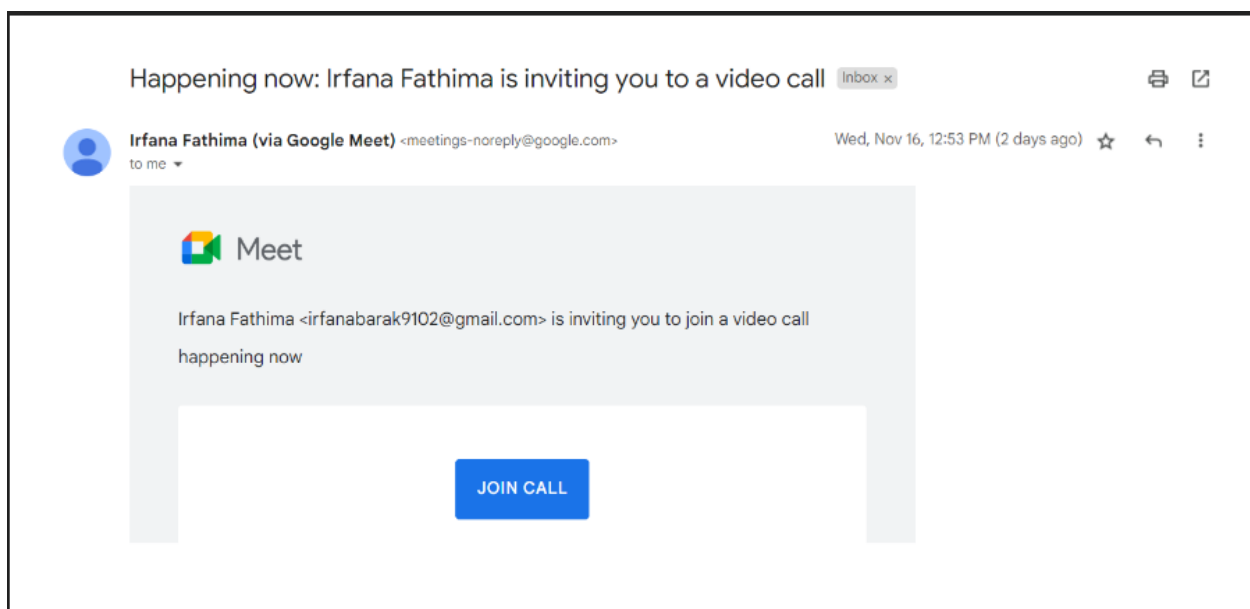 Happening now: Irfana Fathima is inviting you to a video call Inbox x
Irfana Fathima (via Google Meet) <meetings-noreply@google.com> Wed, Nov 16, 12:53 PM (2 days ago)
to me
Meet
Irfana Fathima <irfanabarak9102@gmail.com> is inviting you to join a video call
happening now
JOIN CALL